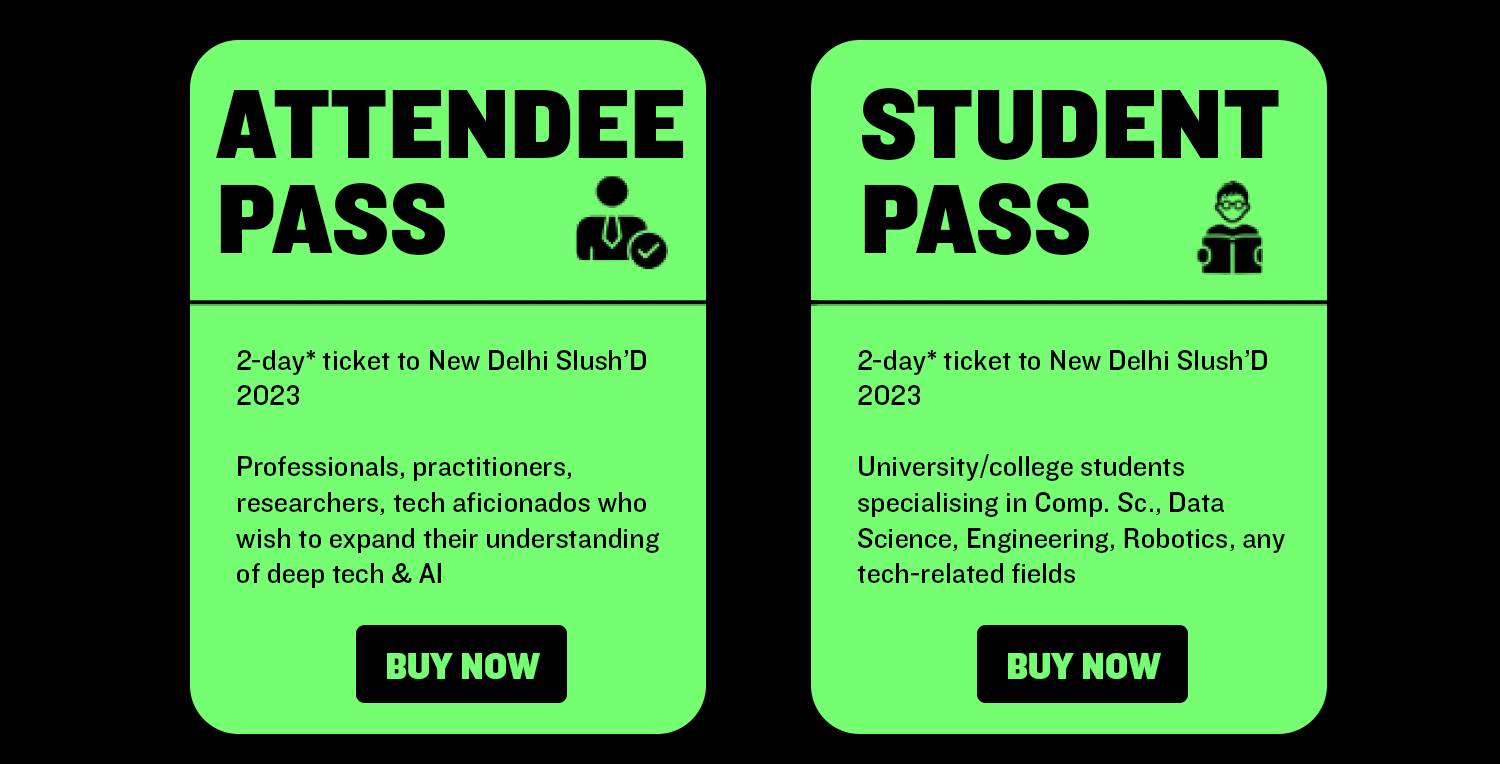 ATTENDEE
PASS
2-day* ticket to New Delhi Slush’D
2023
Professionals, practitioners,
researchers, tech aficionados who
wish to expand their understanding
of deep tech & AI
BUY NOW
STUDENT
PASS
2-day* ticket to New Delhi Slush’D
2023
University/college students
specialising in Comp. Sc., Data
Science, Engineering, Robotics, any
tech-related fields
BUY NOW